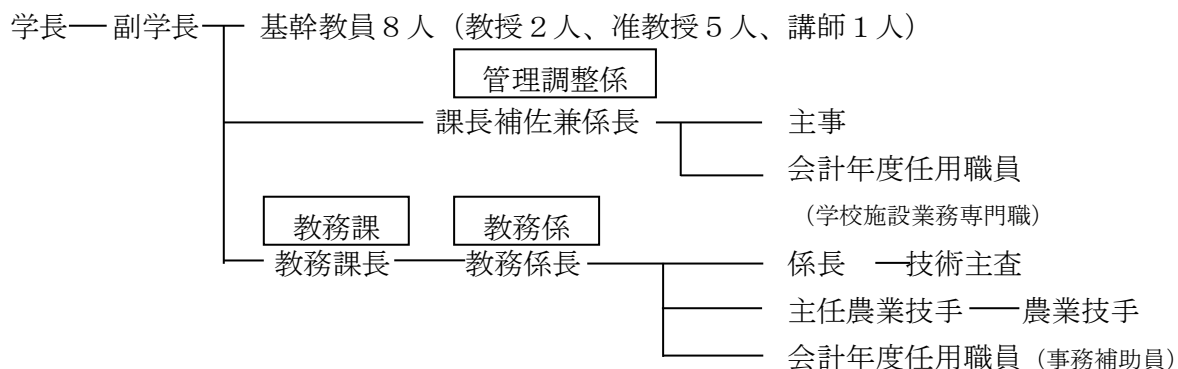 学長 副学長 基幹教員8人（教授2人、准教授5人、講師1人）
管理調整係
課長補佐兼係長 主事
会計年度任用職員
（学校施設業務専門職）
教務課 教務係
教務課長 教務係長 係長 技術主査
主任農業技手 農業技手
会計年度任用職員（事務補助員）